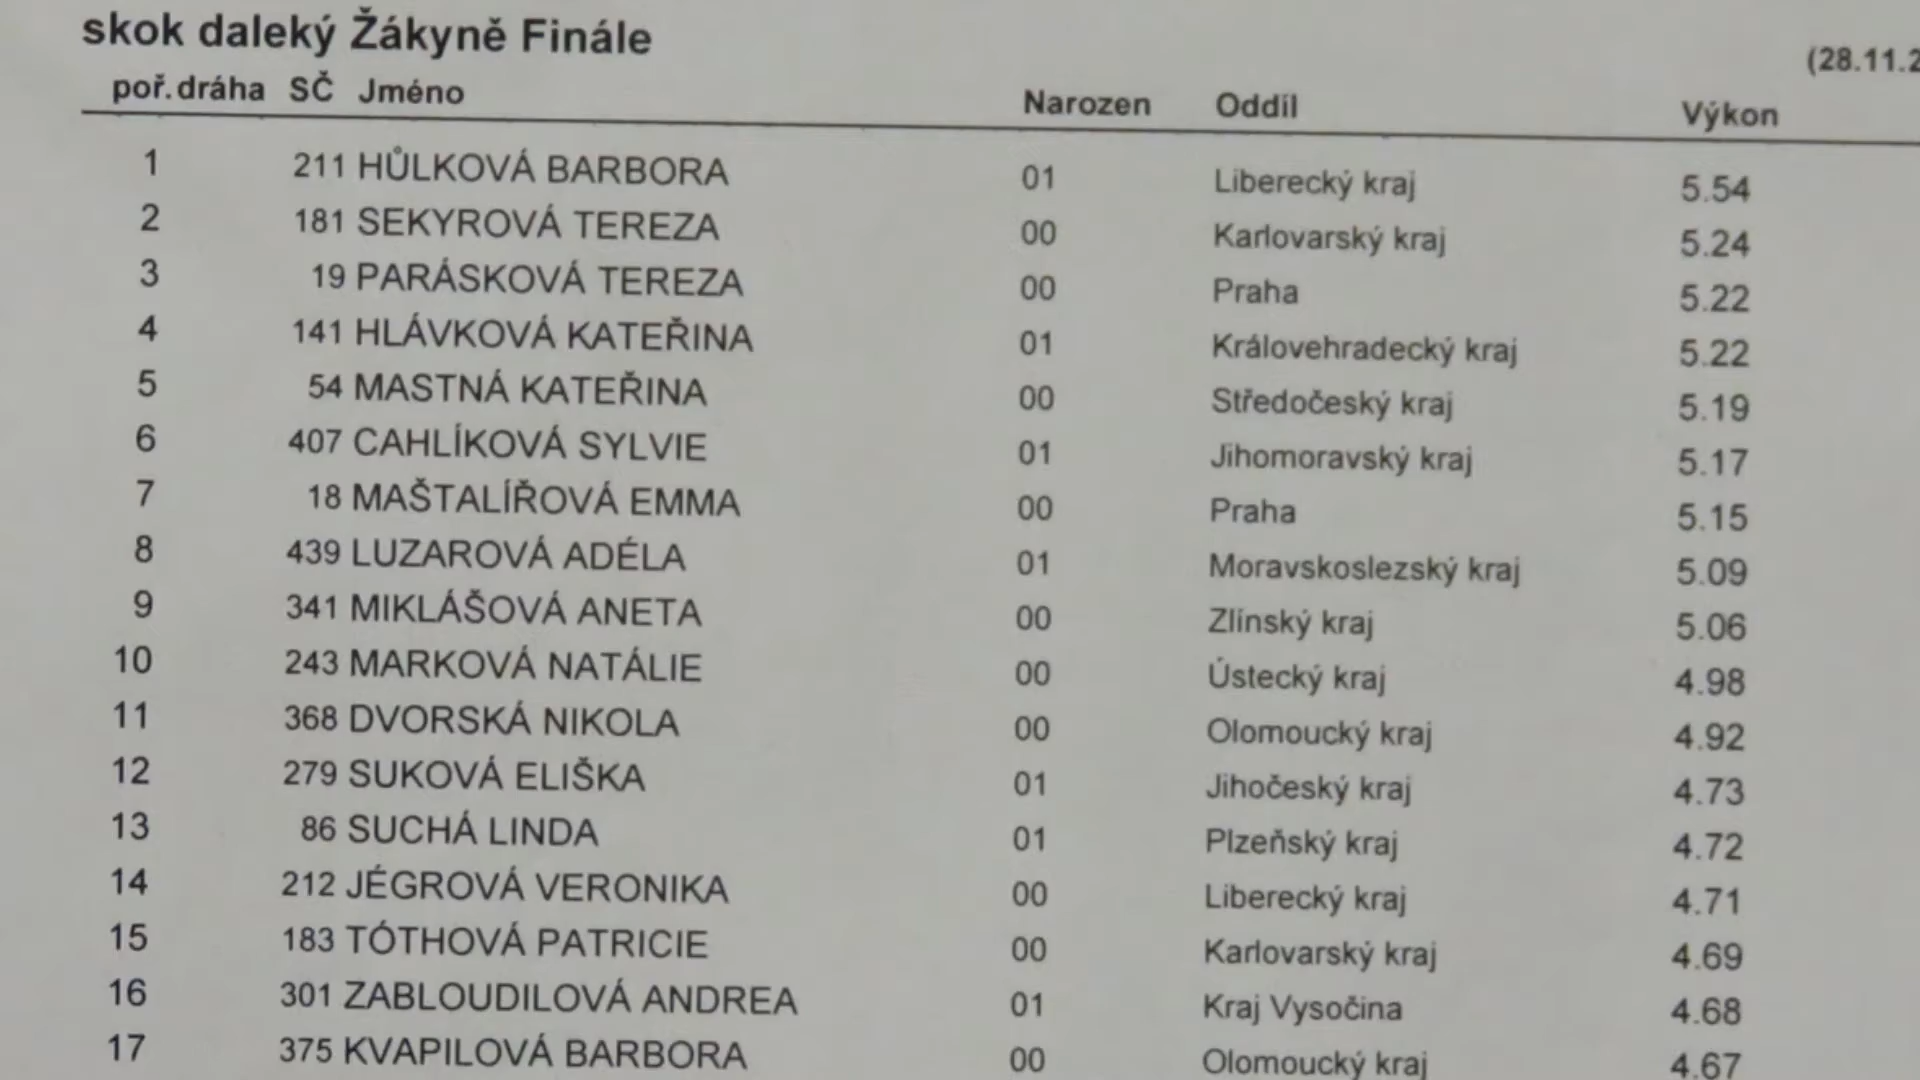 skok daleký Žákyně Finále
(28.11.2
poř. dráha SČ Jméno Narozen Oddíl Výkon
1 211 HŮLKOVÁ BARBORA 01 Liberecký kraj 5.54
2 181 SEKYROVÁ TEREZA 00 Karlovarský kraj 5.24
3 19 PARÁSKOVÁ TEREZA 00 Praha 5.22
4 141 HLÁVKOVÁ KATEŘINA 01 Královehradecký kraj 5.22
5 54 MASTNÁ KATEŘINA 00 Středočeský kraj 5.19
6 407 CAHLÍKOVÁ SYLVIE 01 Jihomoravský kraj 5.17
7 18 MAŠTALÍŘOVÁ EMMA 00 Praha 5.15
8 439 LUZAROVÁ ADÉLA 01 Moravskoslezský kraj 5.09
9 341 MIKLÁŠOVÁ ANETA 00 Zlínský kraj 5.06
10 243 MARKOVÁ NATÁLIE 00 Ústecký kraj 4.98
11 368 DVORSKÁ NIKOLA 00 Olomoucký kraj 4.92
12 279 SUKOVÁ ELIŠKA 01 Jihočeský kraj 4.73
13 86 SUCHÁ LINDA 01 Plzeňský kraj 4.72
14 212 JÉGROVÁ VERONIKA 00 Liberecký kraj 4.71
15 183 TÓTHOVÁ PATRICIE 00 Karlovarský kraj 4.69
16 301 ZABLOUDILOVÁ ANDREA 01 Kraj Vysočina 4.68
17 375 KVAPILOVÁ BARBORA 00 Olomoucký kraj 4.67